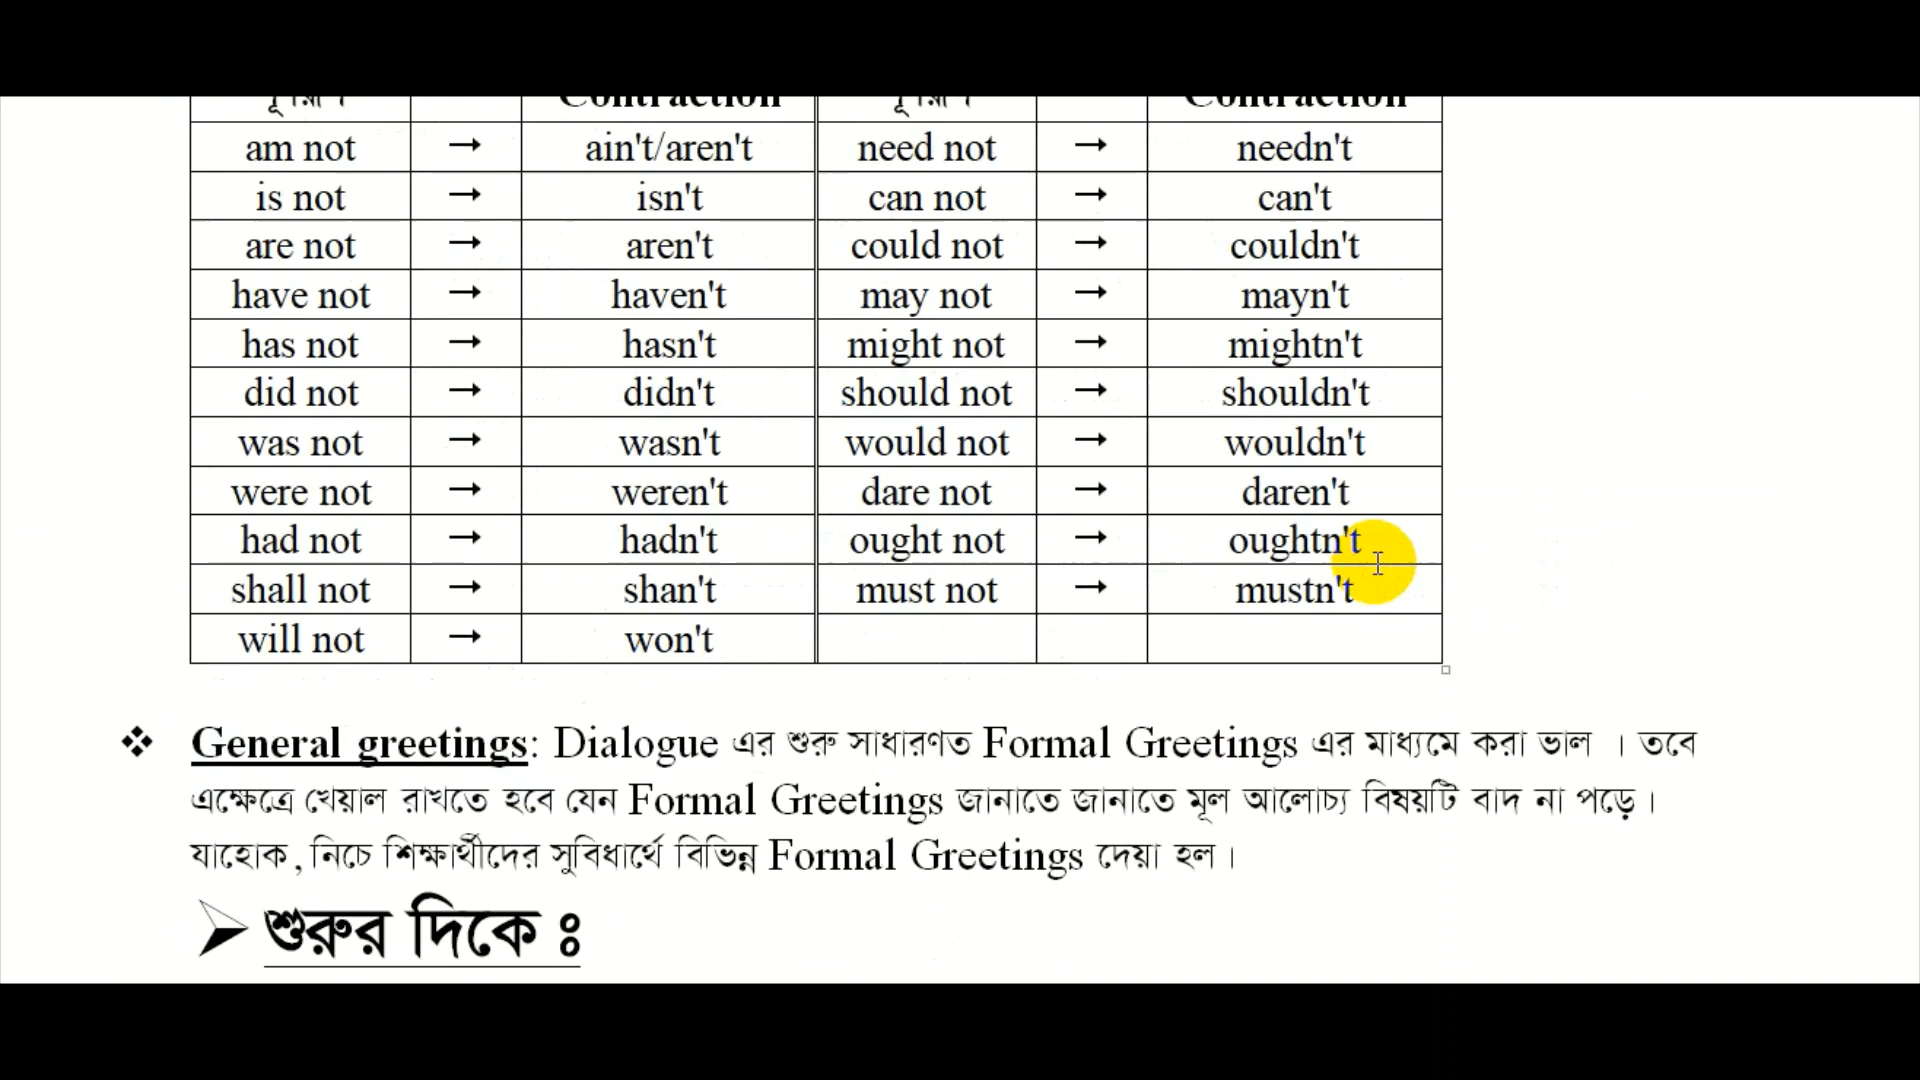 Contraction Contraction
am not → ain't/aren't need not → needn't
is not → isn't can not → can't
are not → aren't could not → couldn't
have not → haven't may not → mayn't
has not → hasn't might not → mightn't
did not → didn't should not → shouldn't
was not → wasn't would not → wouldn't
were not → weren't dare not → daren't
had not → hadn't ought not → oughtn't
shall not → shan't must not → mustn't
will not → won't
❖ General greetings: Dialogue এর শুরু সাধারণত Formal Greetings এর মাধ্যমে করা ভাল । তবে
এক্ষেত্রে খেয়াল রাখতে হবে যেন Formal Greetings জানাতে জানাতে মূল আলোচ্য বিষয়টি বাদ না পড়ে।
যাহোক, নিচে শিক্ষার্থীদের সুবিধার্থে বিভিন্ন Formal Greetings দেয়া হল।
➢ শুরুর দিকে ঃ